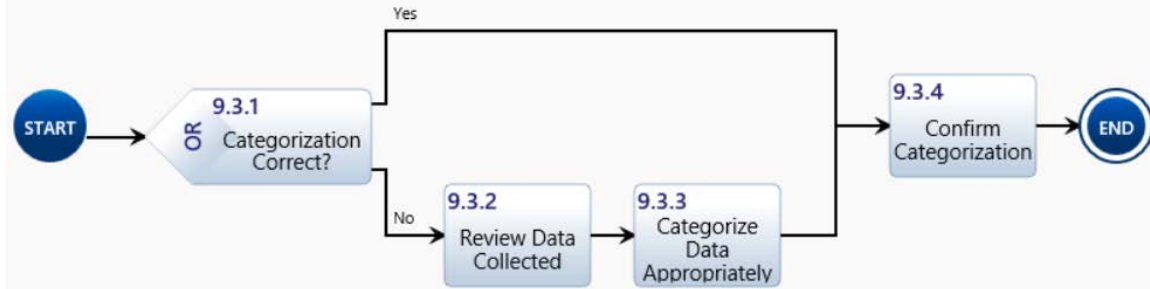 Yes
START
OR
9.3.1
Categorization
Correct?
No
9.3.2
Review Data
Collected
9.3.3
Categorize
Data
Appropriately
9.3.4
Confirm
Categorization
END